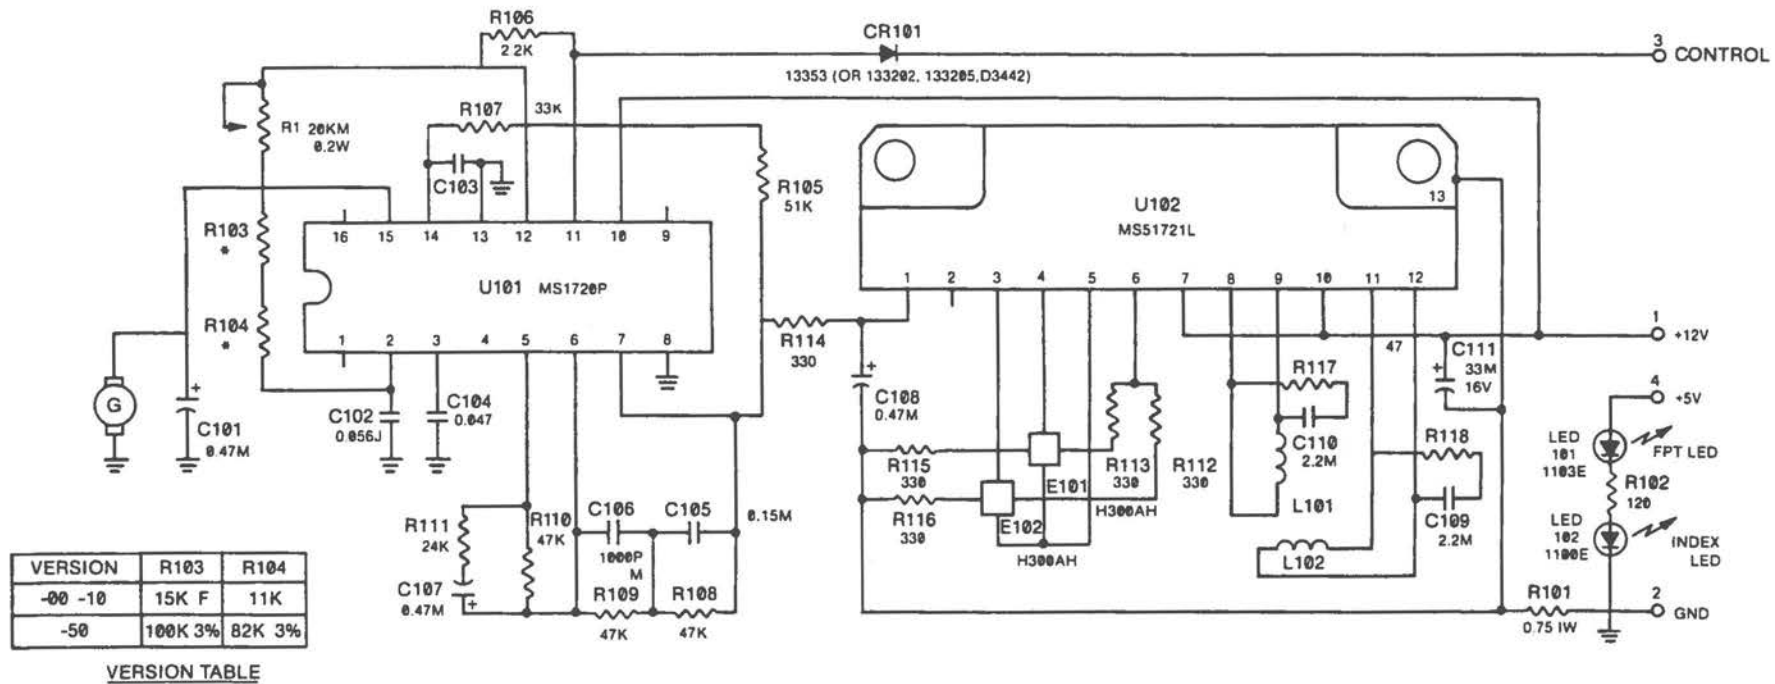 R106
2 2K
CR101
13353 (OR 133202, 133205,D3442)
3
CONTROL
R107
33K
R1 20KM
0.2W
C103
R105
51K
U102
MS51721L
13
R103
*
16 15 14 13 12 11 10 9
U101 MS1720P
1 2 3 4 5 6 7 8
1 2 3 4 5 6 7 8 9 10 11 12
R104
*
R114
330
1
+12V
47
C111
33M
16V
R117
C110
2.2M
4
+5V
G
C101
0.47M
C102
0.056J
C104
0.047
C108
0.47M
R118
LED
101
1103E
FPT LED
R102
120
R115
330
R113
330
R112
330
E101
H300AH
L101
C109
2.2M
R116
330
E102
H300AH
LED
102
1100E
INDEX
LED
R111
24K
R110
47K
C106
1000P
M
C105
0.15M
L102
C107
0.47M
R109
47K
R108
47K
R101
0.75 IW
2
GND
VERSION R103 R104
-00 -10 15K F 11K
-50 100K 3% 82K 3%
VERSION TABLE